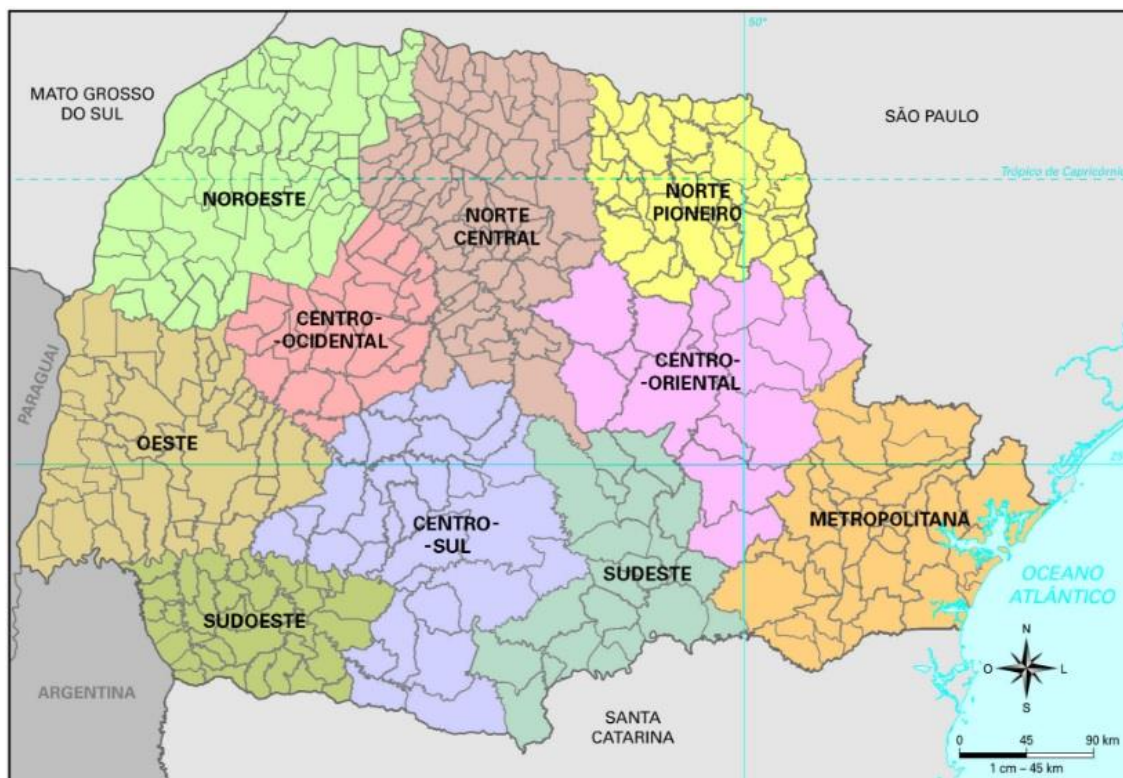 50°
MATO GROSSO
DO SUL
SÃO PAULO
Trópico de Capricórnio
NOROESTE
NORTE
CENTRAL
NORTE
PIONEIRO
CENTRO-
-OCIDENTAL
CENTRO-
-ORIENTAL
PARAGUAI
OESTE
25°
CENTRO-
-SUL
METROPOLITANA
SUDESTE
SUDOESTE
OCEANO
ATLÂNTICO
ARGENTINA
SANTA
CATARINA
N
O
L
S
0
45
90 km
1 cm – 45 km